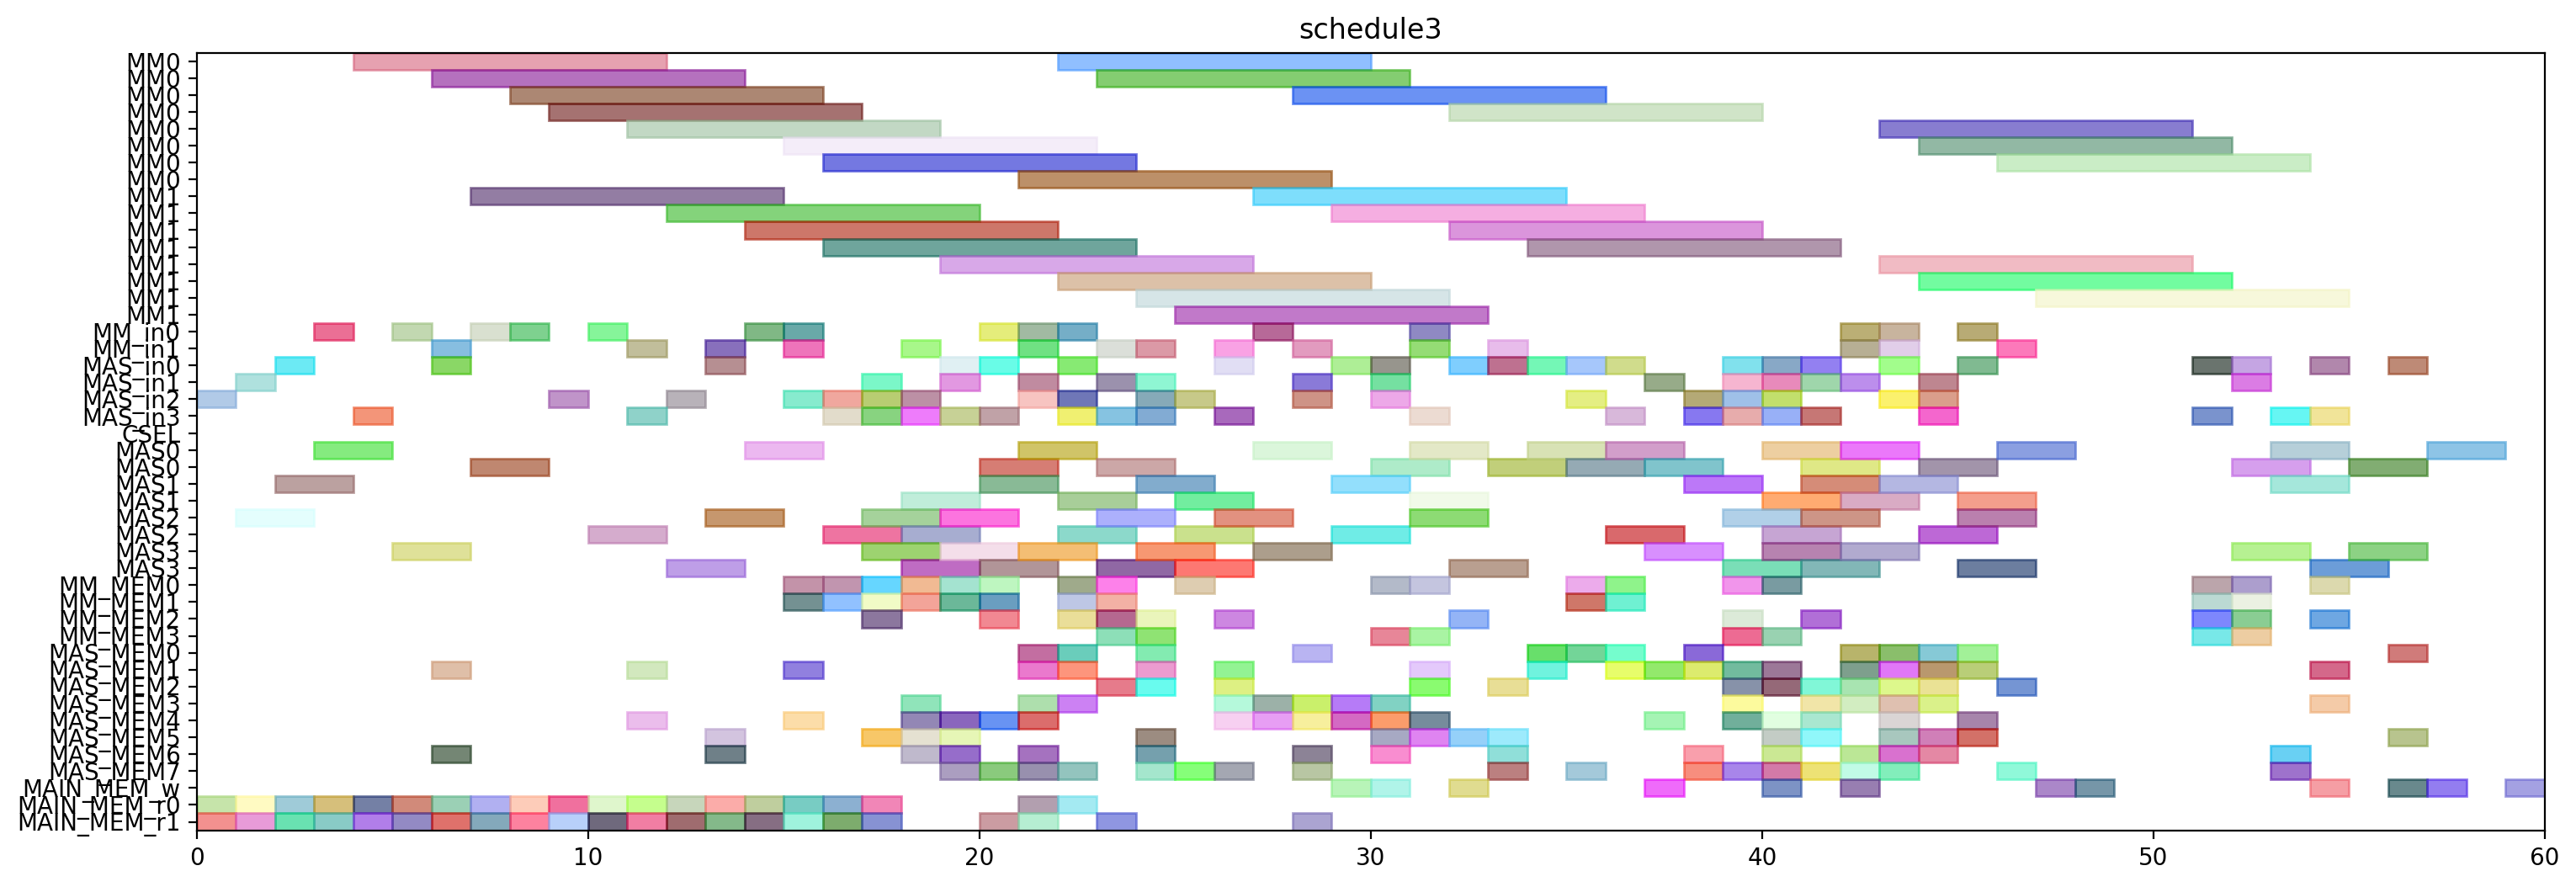 schedule3
MM0
MM0
MM0
MM0
MM0
MM0
MM0
MM0
MM1
MM1
MM1
MM1
MM1
MM1
MM1
MM1
MM_in0
MM_in1
MAS_in0
MAS_in1
MAS_in2
MAS_in3
CSEL
MAS0
MAS0
MAS1
MAS1
MAS2
MAS2
MAS3
MAS3
MM_MEM0
MM_MEM1
MM_MEM2
MM_MEM3
MAS_MEM0
MAS_MEM1
MAS_MEM2
MAS_MEM3
MAS_MEM4
MAS_MEM5
MAS_MEM6
MAS_MEM7
MAIN_MEM_w
MAIN_MEM_r0
MAIN_MEM_r1
0 10 20 30 40 50 60